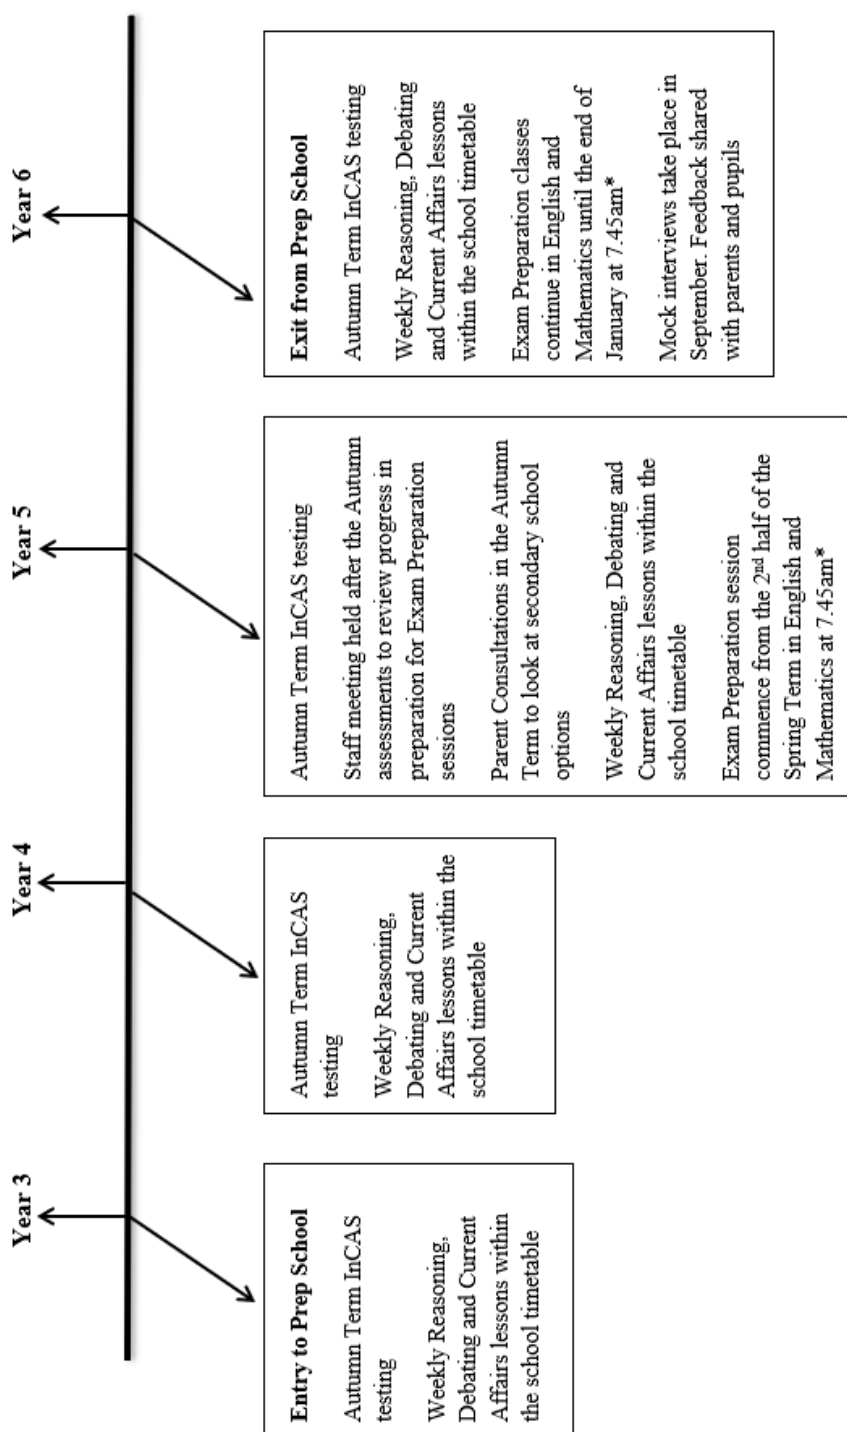 Year 3
Year 4
Year 5
Year 6
Entry to Prep School
Autumn Term InCAS
testing
Weekly Reasoning,
Debating and Current
Affairs lessons within
the school timetable
Autumn Term InCAS
testing
Weekly Reasoning,
Debating and Current
Affairs lessons within the
school timetable
Autumn Term InCAS testing
Staff meeting held after the Autumn
assessments to review progress in
preparation for Exam Preparation
sessions
Parent Consultations in the Autumn
Term to look at secondary school
options
Weekly Reasoning, Debating and
Current Affairs lessons within the
school timetable
Exam Preparation session
commence from the 2nd half of the
Spring Term in English and
Mathematics at 7.45am*
Exit from Prep School
Autumn Term InCAS testing
Weekly Reasoning, Debating
and Current Affairs lessons
within the school timetable
Exam Preparation classes
continue in English and
Mathematics until the end of
January at 7.45am*
Mock interviews take place in
September. Feedback shared
with parents and pupils